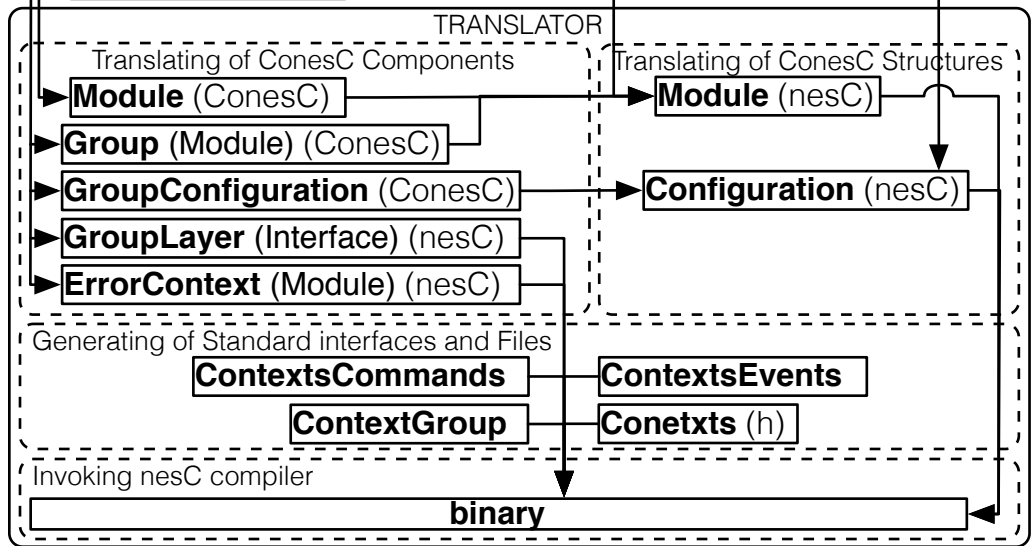 TRANSLATOR
Translating of ConesC Components
Translating of ConesC Structures
Module (ConesC)
Module (nesC)
Group (Module) (ConesC)
GroupConfiguration (ConesC)
Configuration (nesC)
GroupLayer (Interface) (nesC)
ErrorContext (Module) (nesC)
Generating of Standard interfaces and Files
ContextsCommands
ContextsEvents
ContextGroup
Conetxts (h)
Invoking nesC compiler
binary